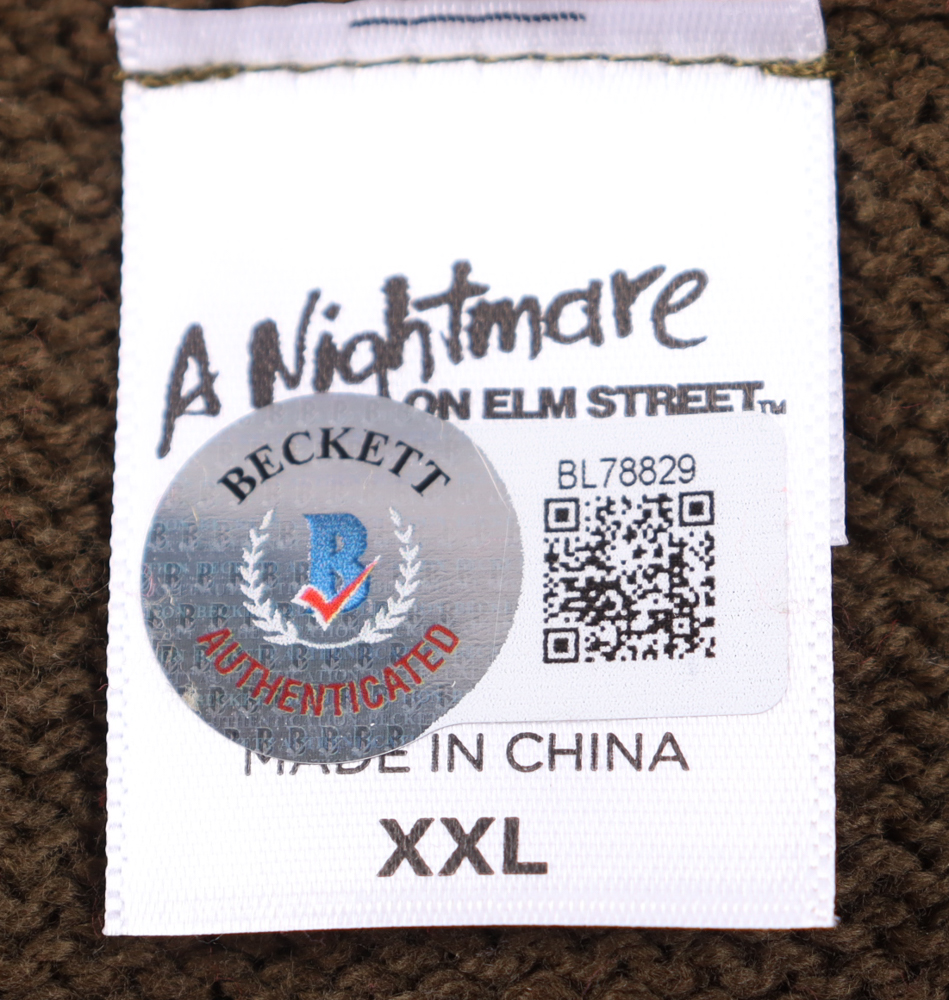 A Nightmare
ON ELM STREET™
BECKETT
B
AUTHENTICATED
BL78829
MADE IN CHINA
XXL